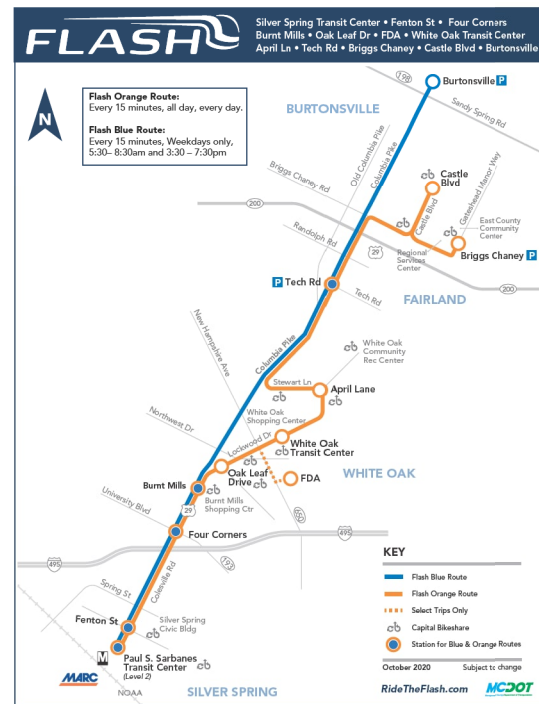 FLASH
Silver Spring Transit Center • Fenton St • Four Corners
Burnt Mills • Oak Leaf Dr • FDA • White Oak Transit Center
April Ln • Tech Rd • Briggs Chaney • Castle Blvd • Burtonsville
N
Flash Orange Route:
Every 15 minutes, all day, every day.
Flash Blue Route:
Every 15 minutes, Weekdays only,
5:30– 8:30am and 3:30 – 7:30pm
198
Burtonsville P
Sandy Spring Rd
BURTONSVILLE
Old Columbia Pike
Columbia Pike
Briggs Chaney Rd
Castle
Blvd
Gateshead Manor Wey
Castle Blvd
200
Randolph Rd
East County
Community
Center
29
Regional
Services
Center
Briggs Chaney P
P Tech Rd
Tech Rd
200
FAIRLAND
New Hampshire Ave
Columbia Pike
White Oak
Community
Rec Center
Stewart Ln
April Lane
White Oak
Shopping Center
Northwest Dr
Lockwood Dr
White Oak
Transit Center
Oak Leaf
Drive
FDA
WHITE OAK
Burnt Mills
Burnt Mills
Shopping Ctr
University Blvd
29
650
Four Corners
495
495
193
Colesville Rd
Spring St
Fenton St
Silver Spring
Civic Bldg
M
Paul S. Sarbanes
Transit Center
(Level 2)
MARC
NOAA
SILVER SPRING
KEY
Flash Blue Route
Flash Orange Route
Select Trips Only
Capital Bikeshare
Station for Blue & Orange Routes
October 2020
Subject to change
RideTheFlash.com
MCDOT